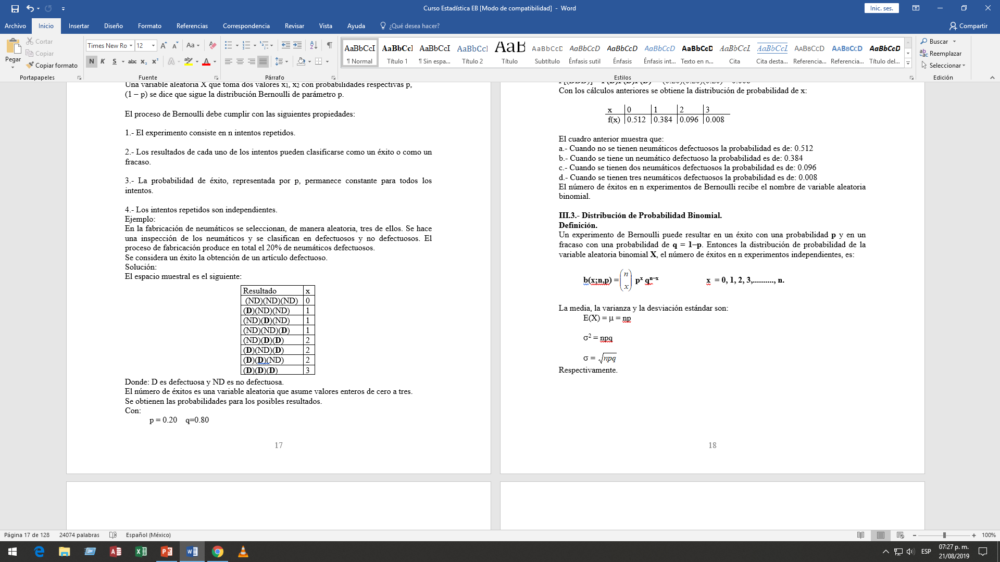 Curso Estadística EB [Modo de compatibilidad] - Word
Inic. ses.
Archivo Inicio Insertar Diseño Formato Referencias Correspondencia Revisar Vista Ayuda ¿Qué desea hacer? Compartir
Pegar
Cortar
Copiar
Copiar formato
Portapapeles
Times New Ro 12
N K S abc x₂ x²
Fuente
Párrafo
AaBbCcI AaBbCcI AaBbCcI AaBbCcI AaB AaBbCcD AaBbCcD AaBbCcD AaBbCcD AaBbCcD AaBbCcL AaBbCcL AaBbCcD AaBbCcD AaBbCcD
¶ Normal Título 1 ¶ Sin espa... Título 2 Título Subtítulo Énfasis sutil Énfasis Énfasis int... Texto en n... Cita Cita desta... Referencia... Referencia... Título del...
Estilos
Buscar
Reemplazar
Seleccionar
Edición
Una variable aleatoria X que toma dos valores x₁, x₂ con probabilidades respectivas p,
(1 – p) se dice que sigue la distribución Bernoulli de parámetro p.
El proceso de Bernoulli debe cumplir con las siguientes propiedades:
1.- El experimento consiste en n intentos repetidos.
2.- Los resultados de cada uno de los intentos pueden clasificarse como un éxito o como un
fracaso.
3.- La probabilidad de éxito, representada por p, permanece constante para todos los
intentos.
4.- Los intentos repetidos son independientes.
Ejemplo:
En la fabricación de neumáticos se seleccionan, de manera aleatoria, tres de ellos. Se hace
una inspección de los neumáticos y se clasifican en defectuosos y no defectuosos. El
proceso de fabricación produce en total el 20% de neumáticos defectuosos.
Se considera un éxito la obtención de un artículo defectuoso.
Solución:
El espacio muestral es el siguiente:
Resultado x
(ND)(ND)(ND) 0
(D)(ND)(ND) 1
(ND)(D)(ND) 1
(ND)(ND)(D) 1
(ND)(D)(D) 2
(D)(ND)(D) 2
(D)(D)(ND) 2
(D)(D)(D) 3
Donde: D es defectuosa y ND es no defectuosa.
El número de éxitos es una variable aleatoria que asume valores enteros de cero a tres.
Se obtienen las probabilidades para los posibles resultados.
Con:
p = 0.20 q=0.80
17
Con los cálculos anteriores se obtiene la distribución de probabilidad de x:
x 0 1 2 3
f(x) 0.512 0.384 0.096 0.008
El cuadro anterior muestra que:
a.- Cuando no se tienen neumáticos defectuosos la probabilidad es de: 0.512
b.- Cuando se tiene un neumático defectuoso la probabilidad es de: 0.384
c.- Cuando se tienen dos neumáticos defectuosos la probabilidad es de: 0.096
d.- Cuando se tienen tres neumáticos defectuosos la probabilidad es de: 0.008
El número de éxitos en n experimentos de Bernoulli recibe el nombre de variable aleatoria
binomial.
III.3.- Distribución de Probabilidad Binomial.
Definición.
Un experimento de Bernoulli puede resultar en un éxito con una probabilidad p y en un
fracaso con una probabilidad de q = 1–p. Entonces la distribución de probabilidad de la
variable aleatoria binomial X, el número de éxitos en n experimentos independientes, es:
b(x;n,p) = (n x) pˣ qⁿ⁻ˣ x = 0, 1, 2, 3,.........., n.
La media, la varianza y la desviación estándar son:
E(X) = μ = np
σ² = npq
σ = √npq
Respectivamente.
18
Página 17 de 128 24074 palabras Español (México) 100%
ESP
07:27 p. m.
21/08/2019